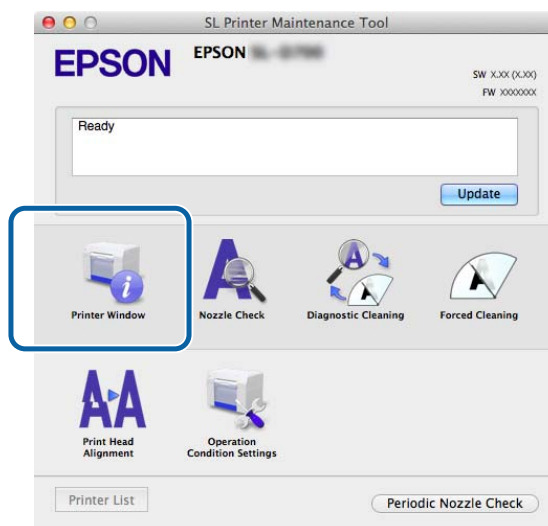 SL Printer Maintenance Tool
EPSON
EPSON
SW X.XX (X.XX)
FW XXXXXXX
Ready
Update
Printer Window
Nozzle Check
Diagnostic Cleaning
Forced Cleaning
Print Head
Alignment
Operation
Condition Settings
Printer List
Periodic Nozzle Check